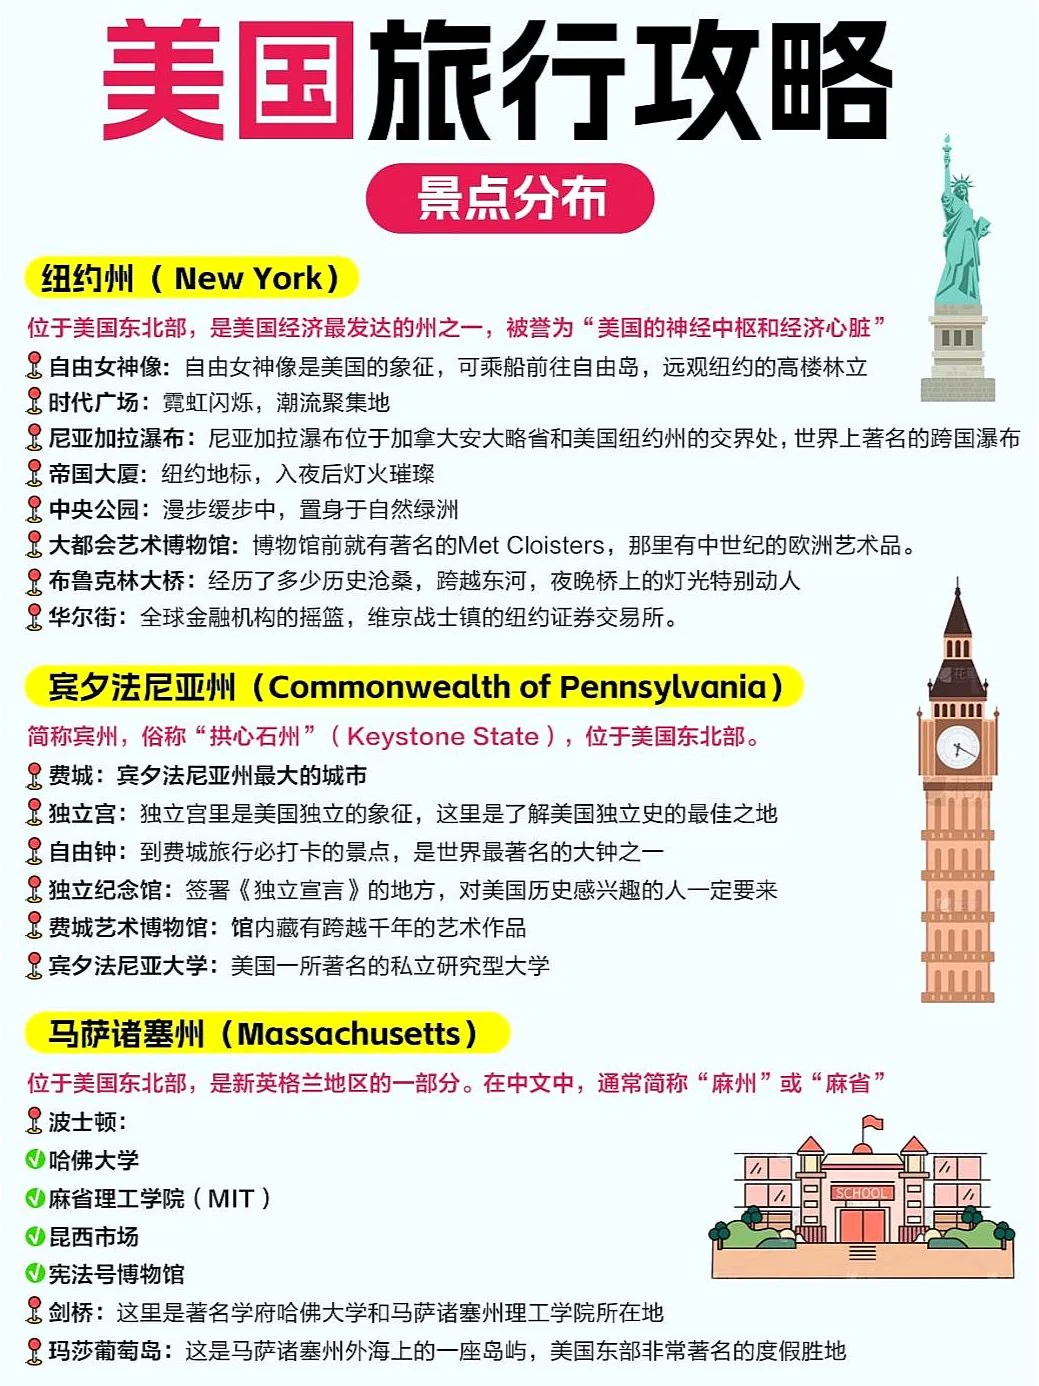 美国旅行攻略
景点分布
纽约州（ New York）
位于美国东北部，是美国经济最发达的州之一，被誉为“美国的神经中枢和经济心脏”
自由女神像：自由女神像是美国的象征，可乘船前往自由岛，远观纽约的高楼林立
时代广场：霓虹闪烁，潮流聚集地
尼亚加拉瀑布：尼亚加拉瀑布位于加拿大安大略省和美国纽约州的交界处，世界上著名的跨国瀑布
帝国大厦：纽约地标，入夜后灯火璀璨
中央公园：漫步缓步中，置身于自然绿洲
大都会艺术博物馆：博物馆前就有著名的Met Cloisters，那里有中世纪的欧洲艺术品。
布鲁克林大桥：经历了多少历史沧桑，跨越东河，夜晚桥上的灯光特别动人
华尔街：全球金融机构的摇篮，维京战士镇的纽约证券交易所。
宾夕法尼亚州（Commonwealth of Pennsylvania）
简称宾州，俗称“拱心石州”（Keystone State），位于美国东北部。
费城：宾夕法尼亚州最大的城市
独立宫：独立宫里是美国独立的象征，这里是了解美国独立史的最佳之地
自由钟：到费城旅行必打卡的景点，是世界最著名的大钟之一
独立纪念馆：签署《独立宣言》的地方，对美国历史感兴趣的人一定要来
费城艺术博物馆：馆内藏有跨越千年的艺术作品
宾夕法尼亚大学：美国一所著名的私立研究型大学
马萨诸塞州（Massachusetts）
位于美国东北部，是新英格兰地区的一部分。在中文中，通常简称“麻州”或“麻省”
波士顿：
哈佛大学
麻省理工学院（MIT）
昆西市场
宪法号博物馆
SCHOOL
剑桥：这里是著名学府哈佛大学和马萨诸塞州理工学院所在地
玛莎葡萄岛：这是马萨诸塞州外海上的一座岛屿，美国东部非常著名的度假胜地